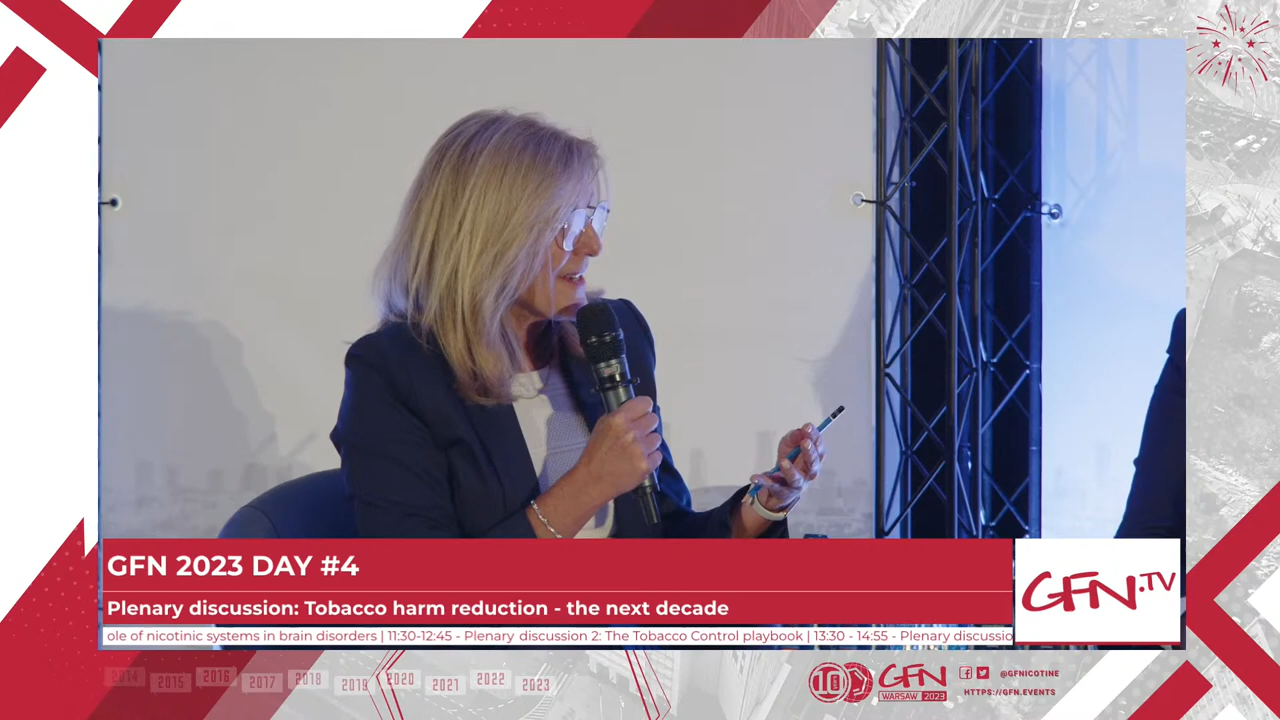 GFN 2023 DAY #4
Plenary discussion: Tobacco harm reduction - the next decade
ole of nicotinic systems in brain disorders | 11:30-12:45 - Plenary discussion 2: The Tobacco Control playbook | 13:30 - 14:55 - Plenary discussio
GFN.TV
2014 2015 2016 2017 2018 2019 2020 2021 2022 2023
10 GFN
WARSAW 2023
@GFNICOTINE
HTTPS://GFN.EVENTS